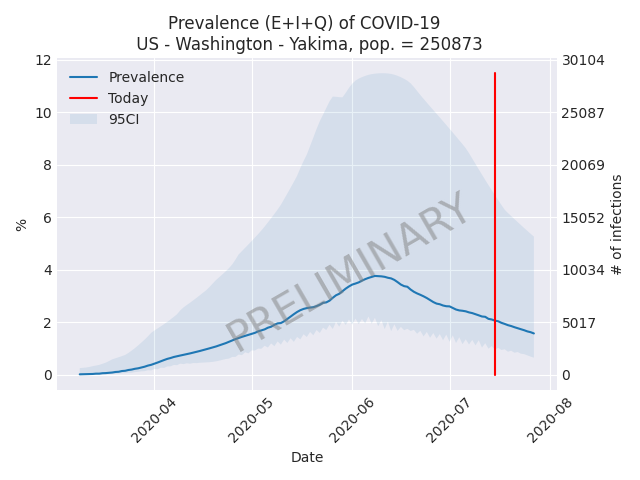 Prevalence (E+I+Q) of COVID-19
US - Washington - Yakima, pop. = 250873
Prevalence
Today
95CI
PRELIMINARY
%
12
10
8
6
4
2
0
30104
25087
20069
15052
10034
5017
0
# of infections
2020-04
2020-05
2020-06
2020-07
2020-08
Date